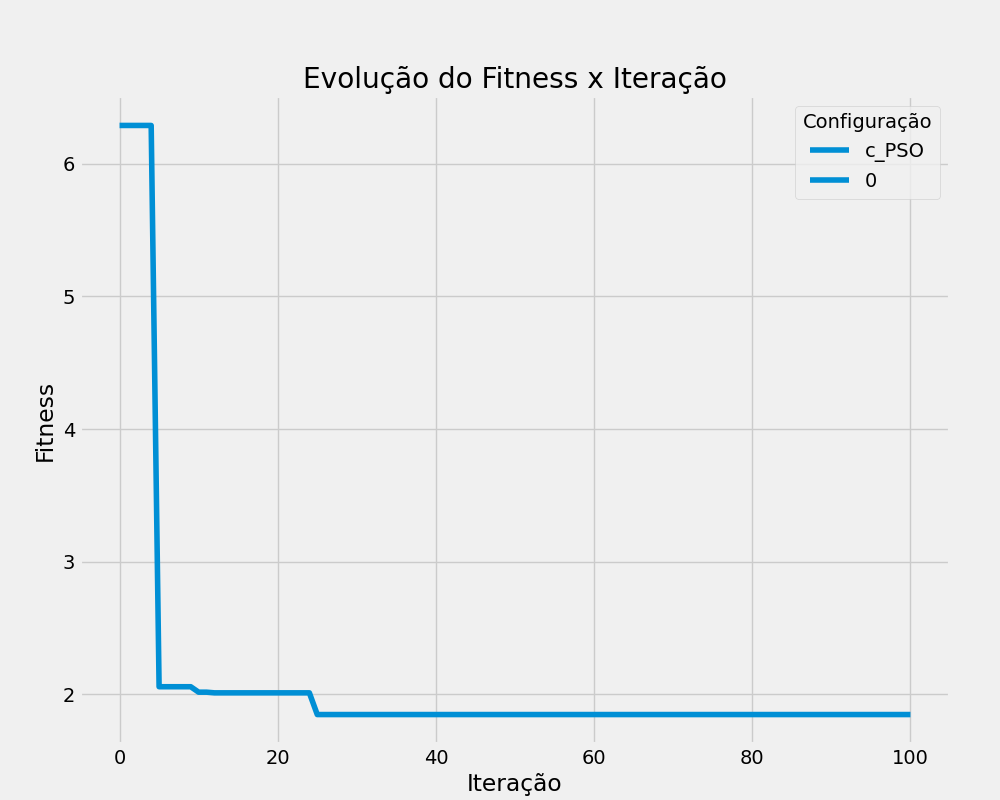 Evolução do Fitness x Iteração
Configuração
c_PSO
0
Fitness
6
5
4
3
2
0 20 40 60 80 100
Iteração